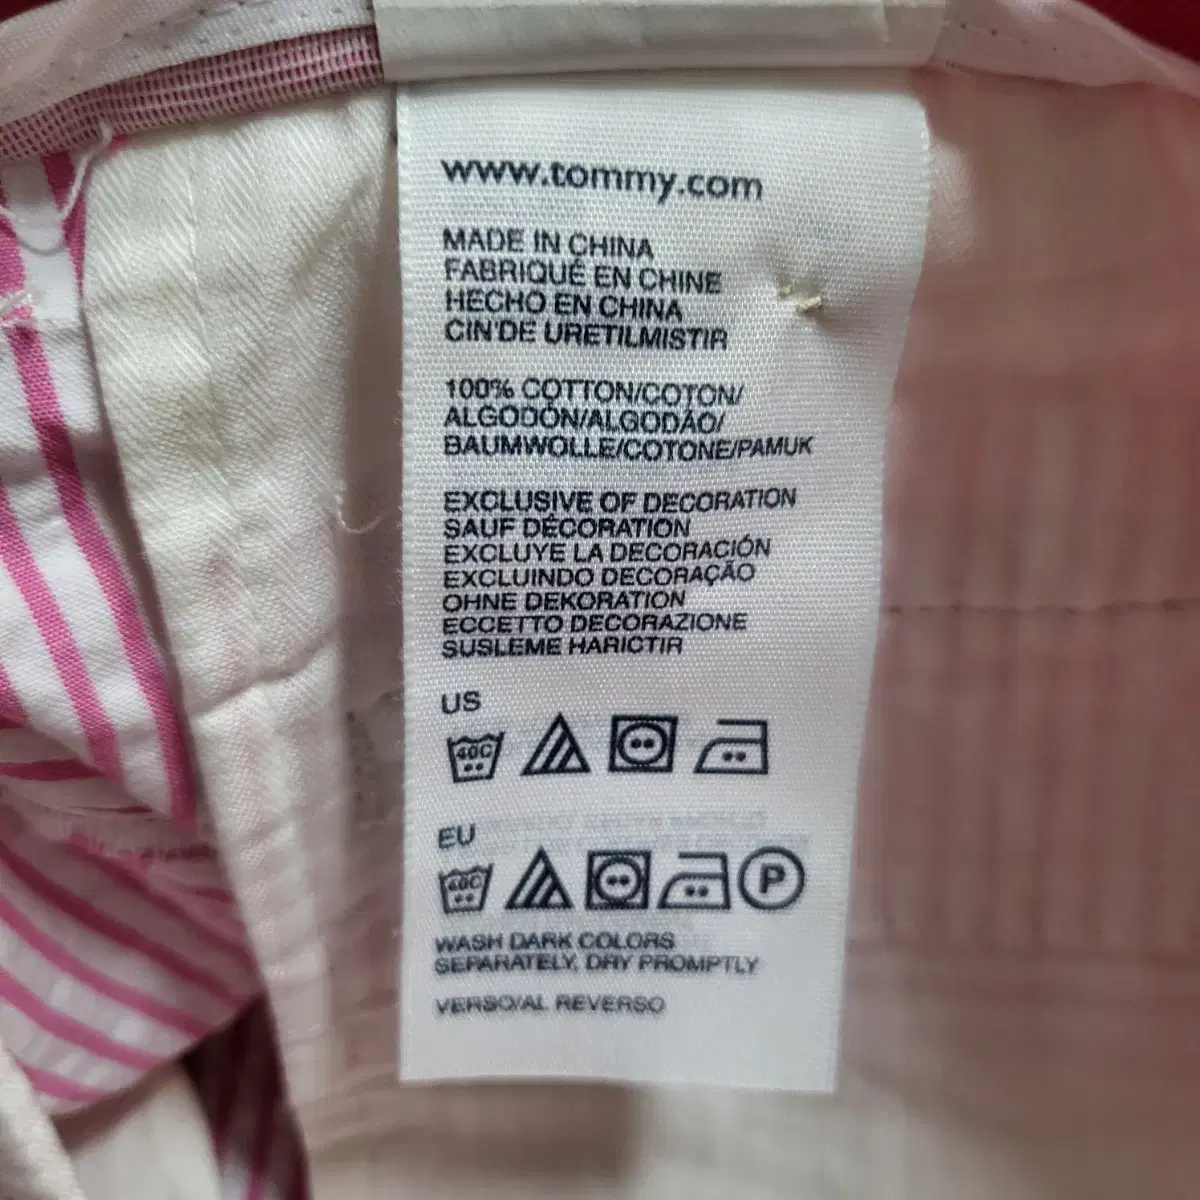 www.tommy.com
MADE IN CHINA
FABRIQUÉ EN CHINE
HECHO EN CHINA
CIN'DE URETILMISTIR
100% COTTON/COTON/
ALGODÓN/ALGODÃO/
BAUMWOLLE/COTONE/PAMUK
EXCLUSIVE OF DECORATION
SAUF DÉCORATION
EXCLUYE LA DECORACIÓN
EXCLUINDO DECORAÇÃO
OHNE DEKORATION
ECCETTO DECORAZIONE
SUSLEME HARICTIR
US
40C
EU
40C P
WASH DARK COLORS
SEPARATELY, DRY PROMPTLY
VERSO/AL REVERSO